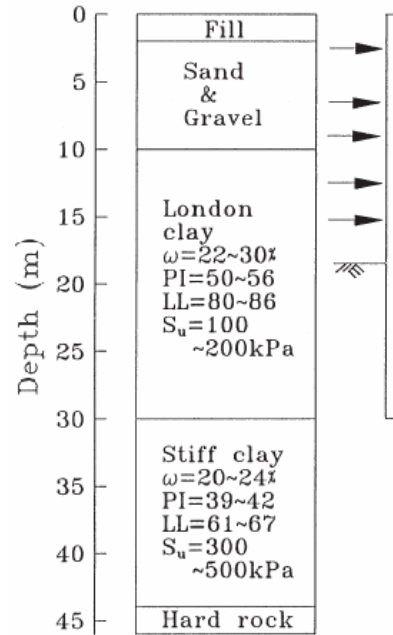 0
5
10
15
20
25
30
35
40
45
Depth (m)
Fill
Sand
&
Gravel
London
clay
ω=22~30%
PI=50~56
LL=80~86
Sᵤ=100
~200kPa
Stiff clay
ω=20~24%
PI=39~42
LL=61~67
Sᵤ=300
~500kPa
Hard rock